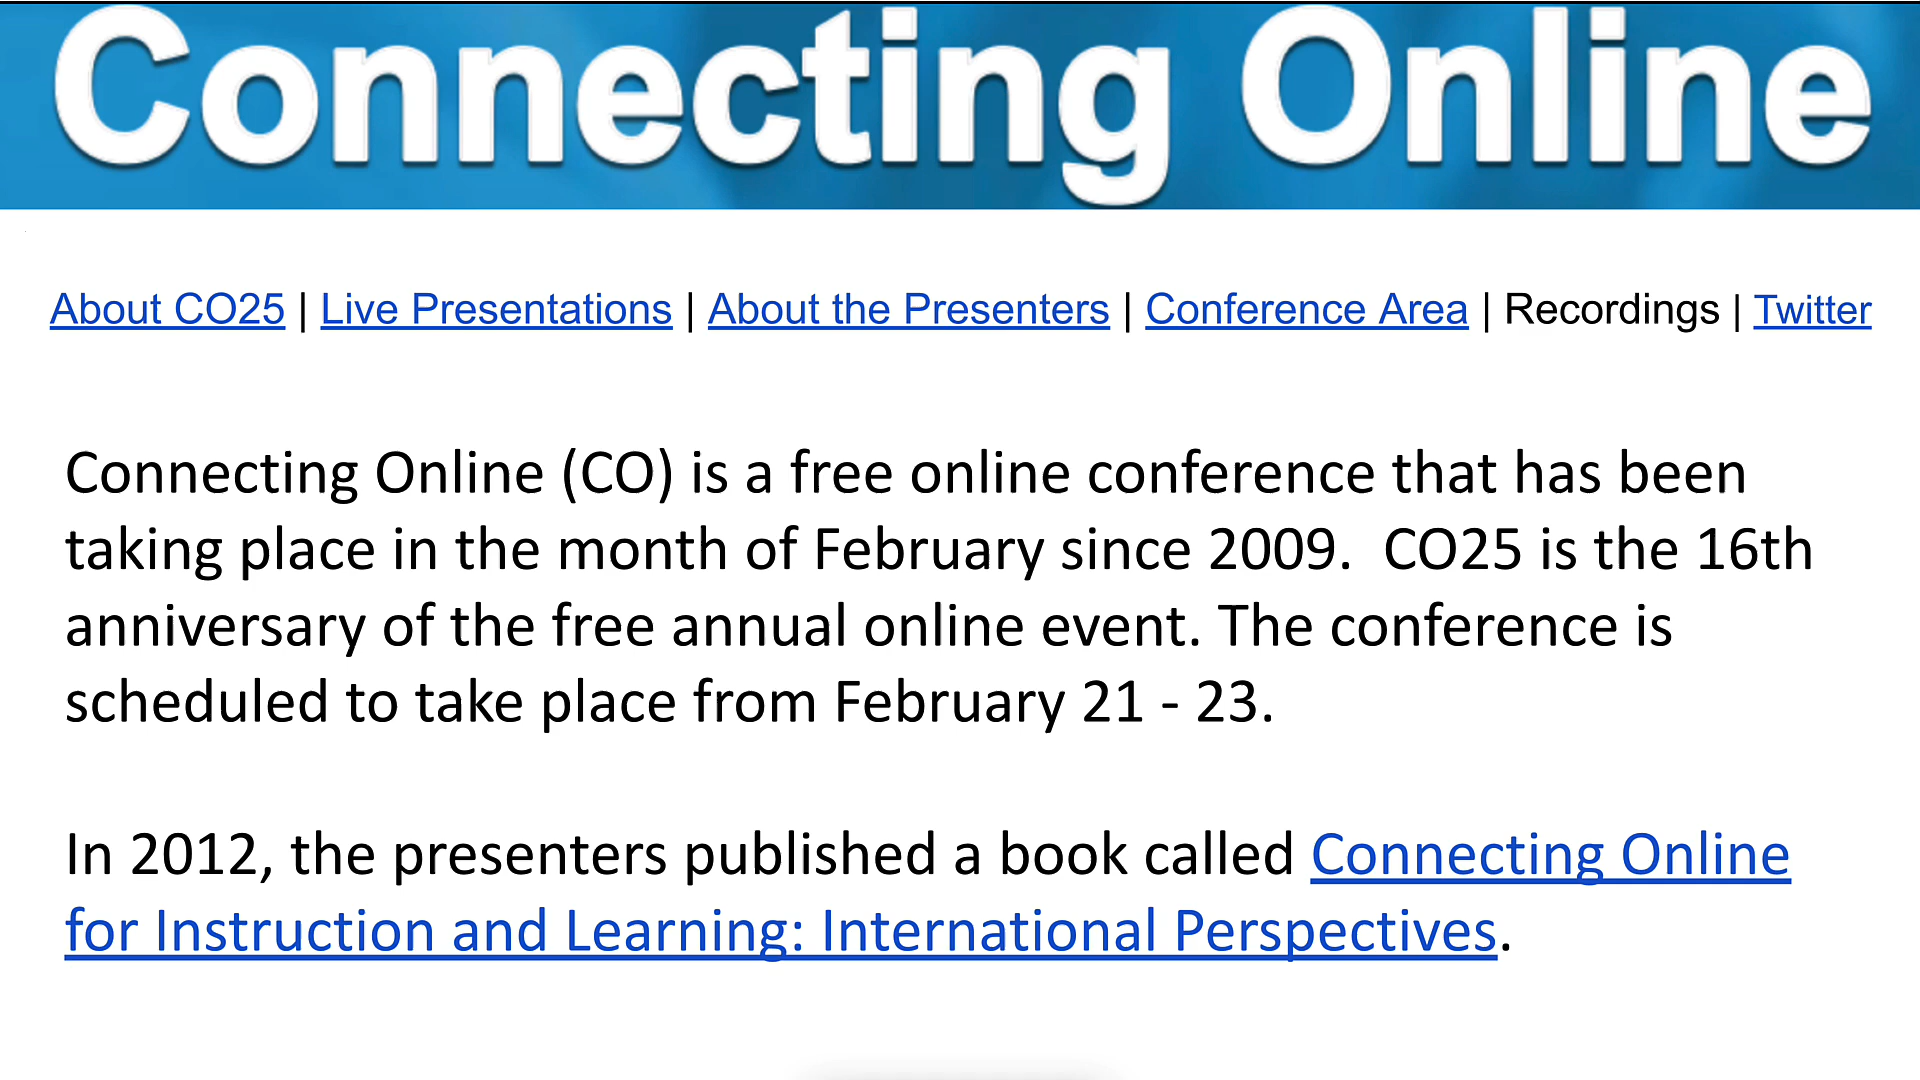 Connecting Online
About CO25 | Live Presentations | About the Presenters | Conference Area | Recordings | Twitter
Connecting Online (CO) is a free online conference that has been
taking place in the month of February since 2009.  CO25 is the 16th
anniversary of the free annual online event. The conference is
scheduled to take place from February 21 - 23.
In 2012, the presenters published a book called Connecting Online
for Instruction and Learning: International Perspectives.